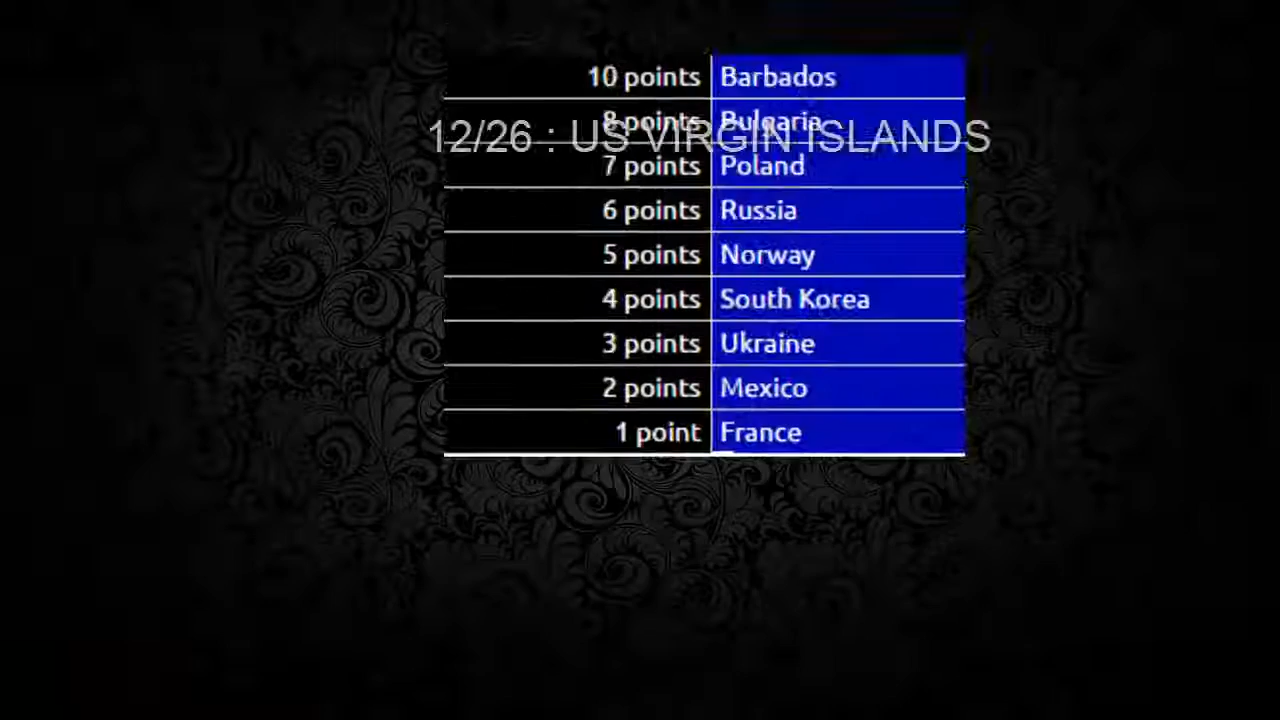 10 points Barbados
8 points Bulgaria
12/26 : US VIRGIN ISLANDS
7 points Poland
6 points Russia
5 points Norway
4 points South Korea
3 points Ukraine
2 points Mexico
1 point France